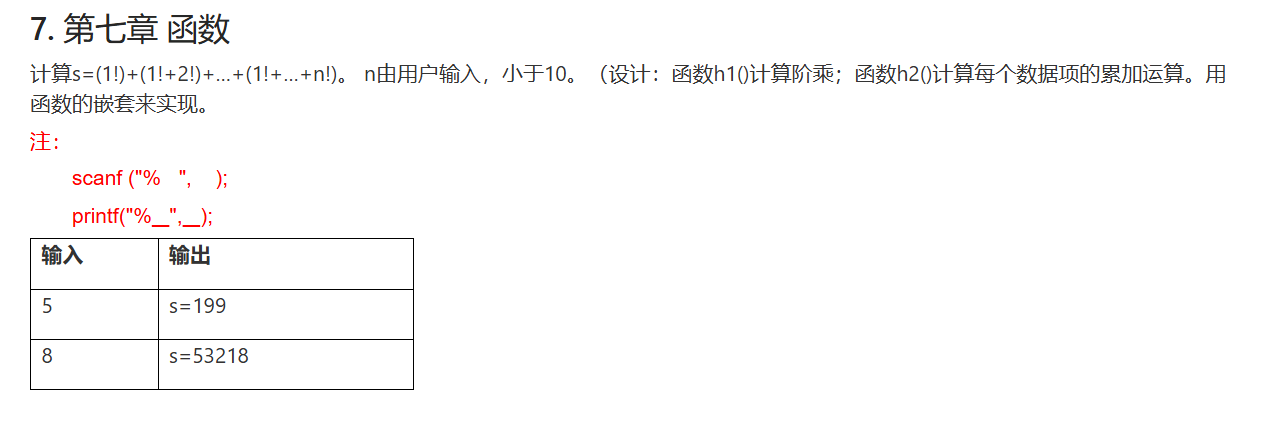 7. 第七章 函数
计算s=(1!)+(1!+2!)+...+(1!+...+n!)。 n由用户输入，小于10。（设计：函数h1()计算阶乘；函数h2()计算每个数据项的累加运算。用
函数的嵌套来实现。
注：
scanf ("%   ",    );
printf("%__",__);
输入 输出
5 s=199
8 s=53218